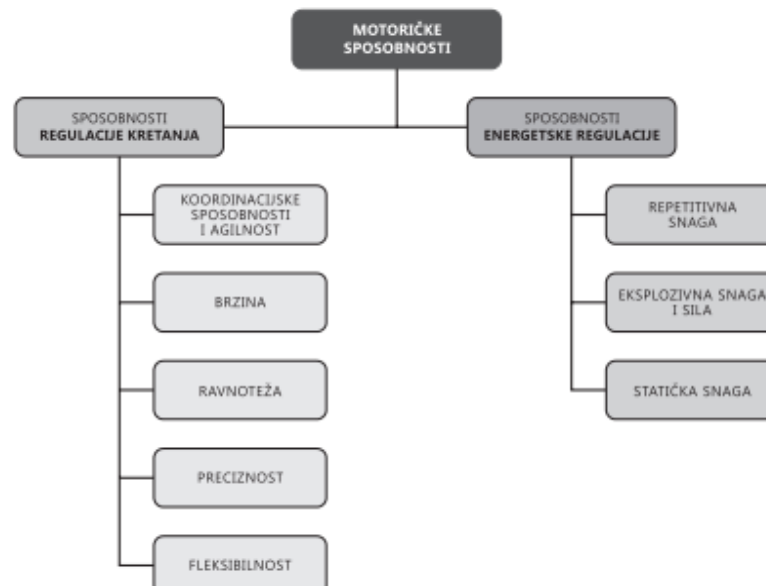 MOTORIČKE
SPOSOBNOSTI
SPOSOBNOSTI
REGULACIJE KRETANJA
KOORDINACIJSKE
SPOSOBNOSTI
I AGILNOST
BRZINA
RAVNOTEŽA
PRECIZNOST
FLEKSIBILNOST
SPOSOBNOSTI
ENERGETSKE REGULACIJE
REPETITIVNA
SNAGA
EKSPLOZIVNA SNAGA
I SILA
STATIČKA SNAGA